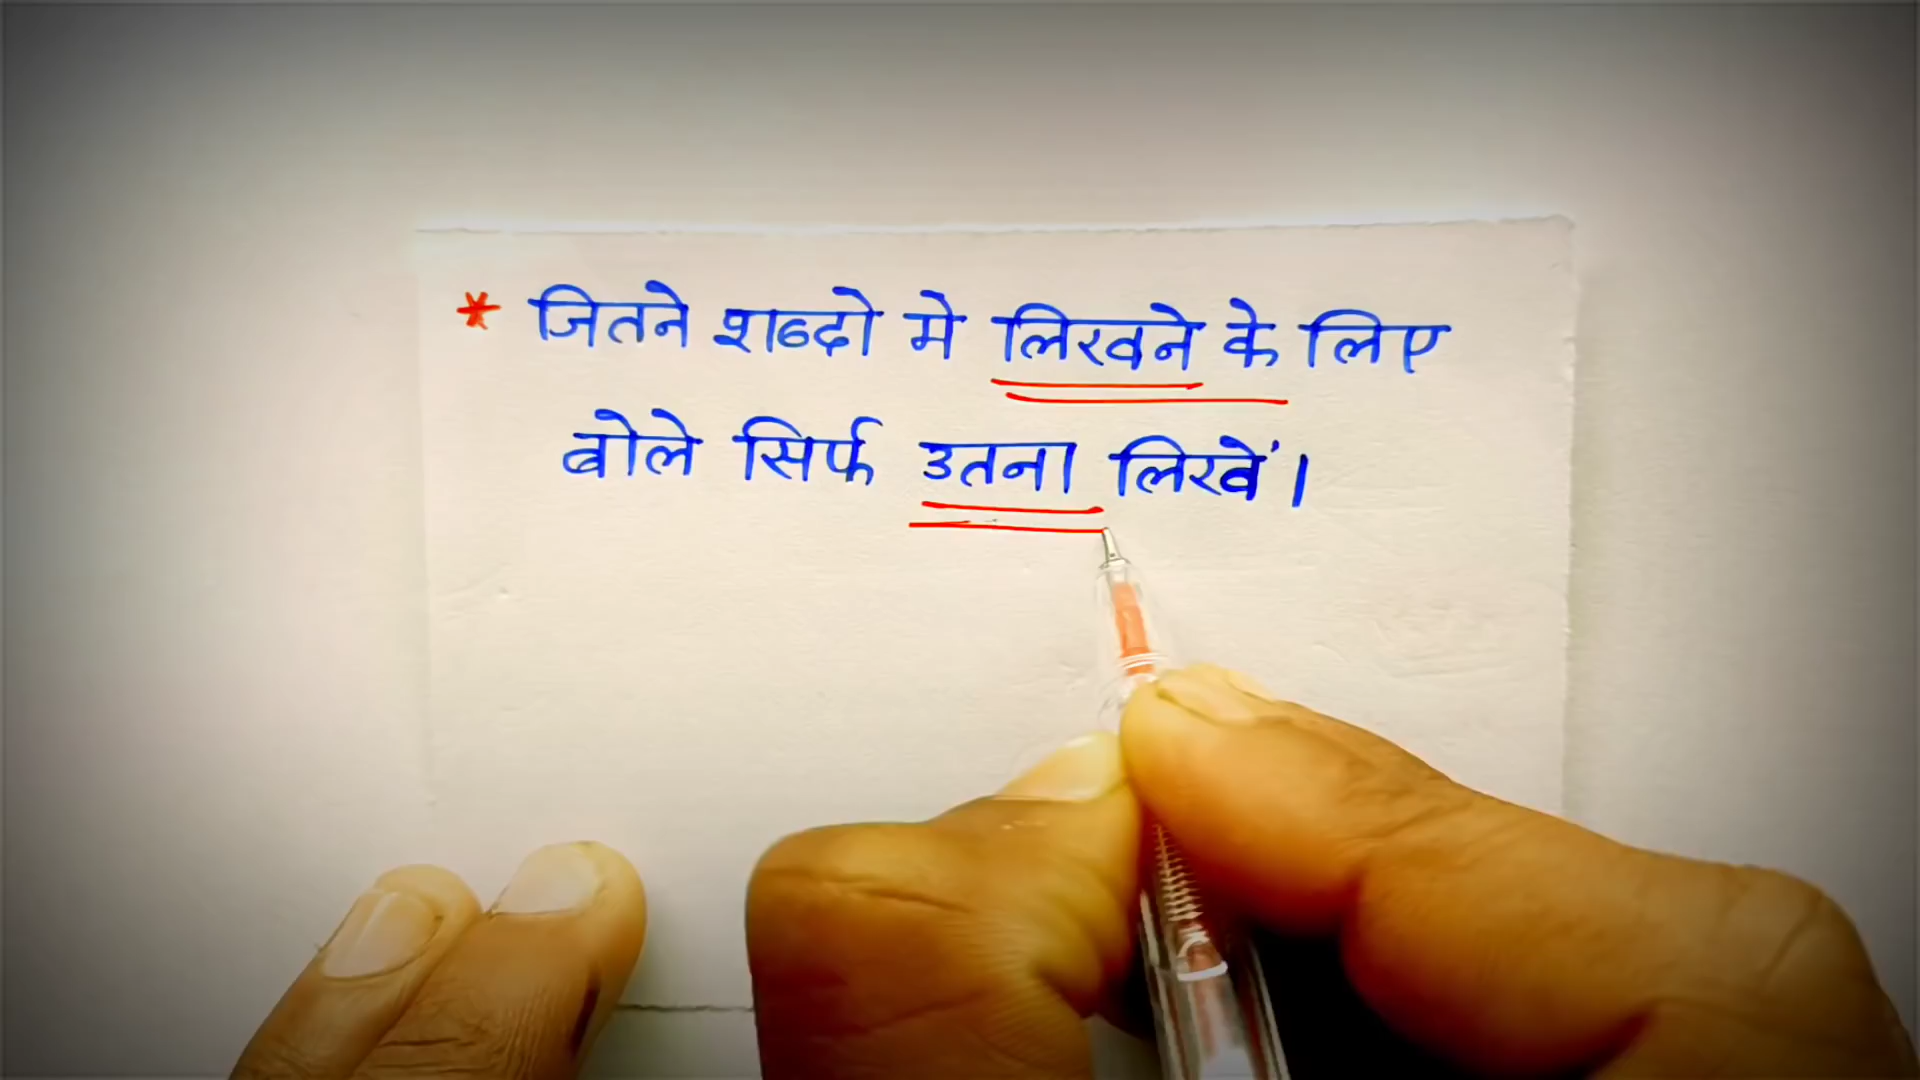 * जितने शब्दो मे लिखने के लिए
बोले सिर्फ उतना लिखें।